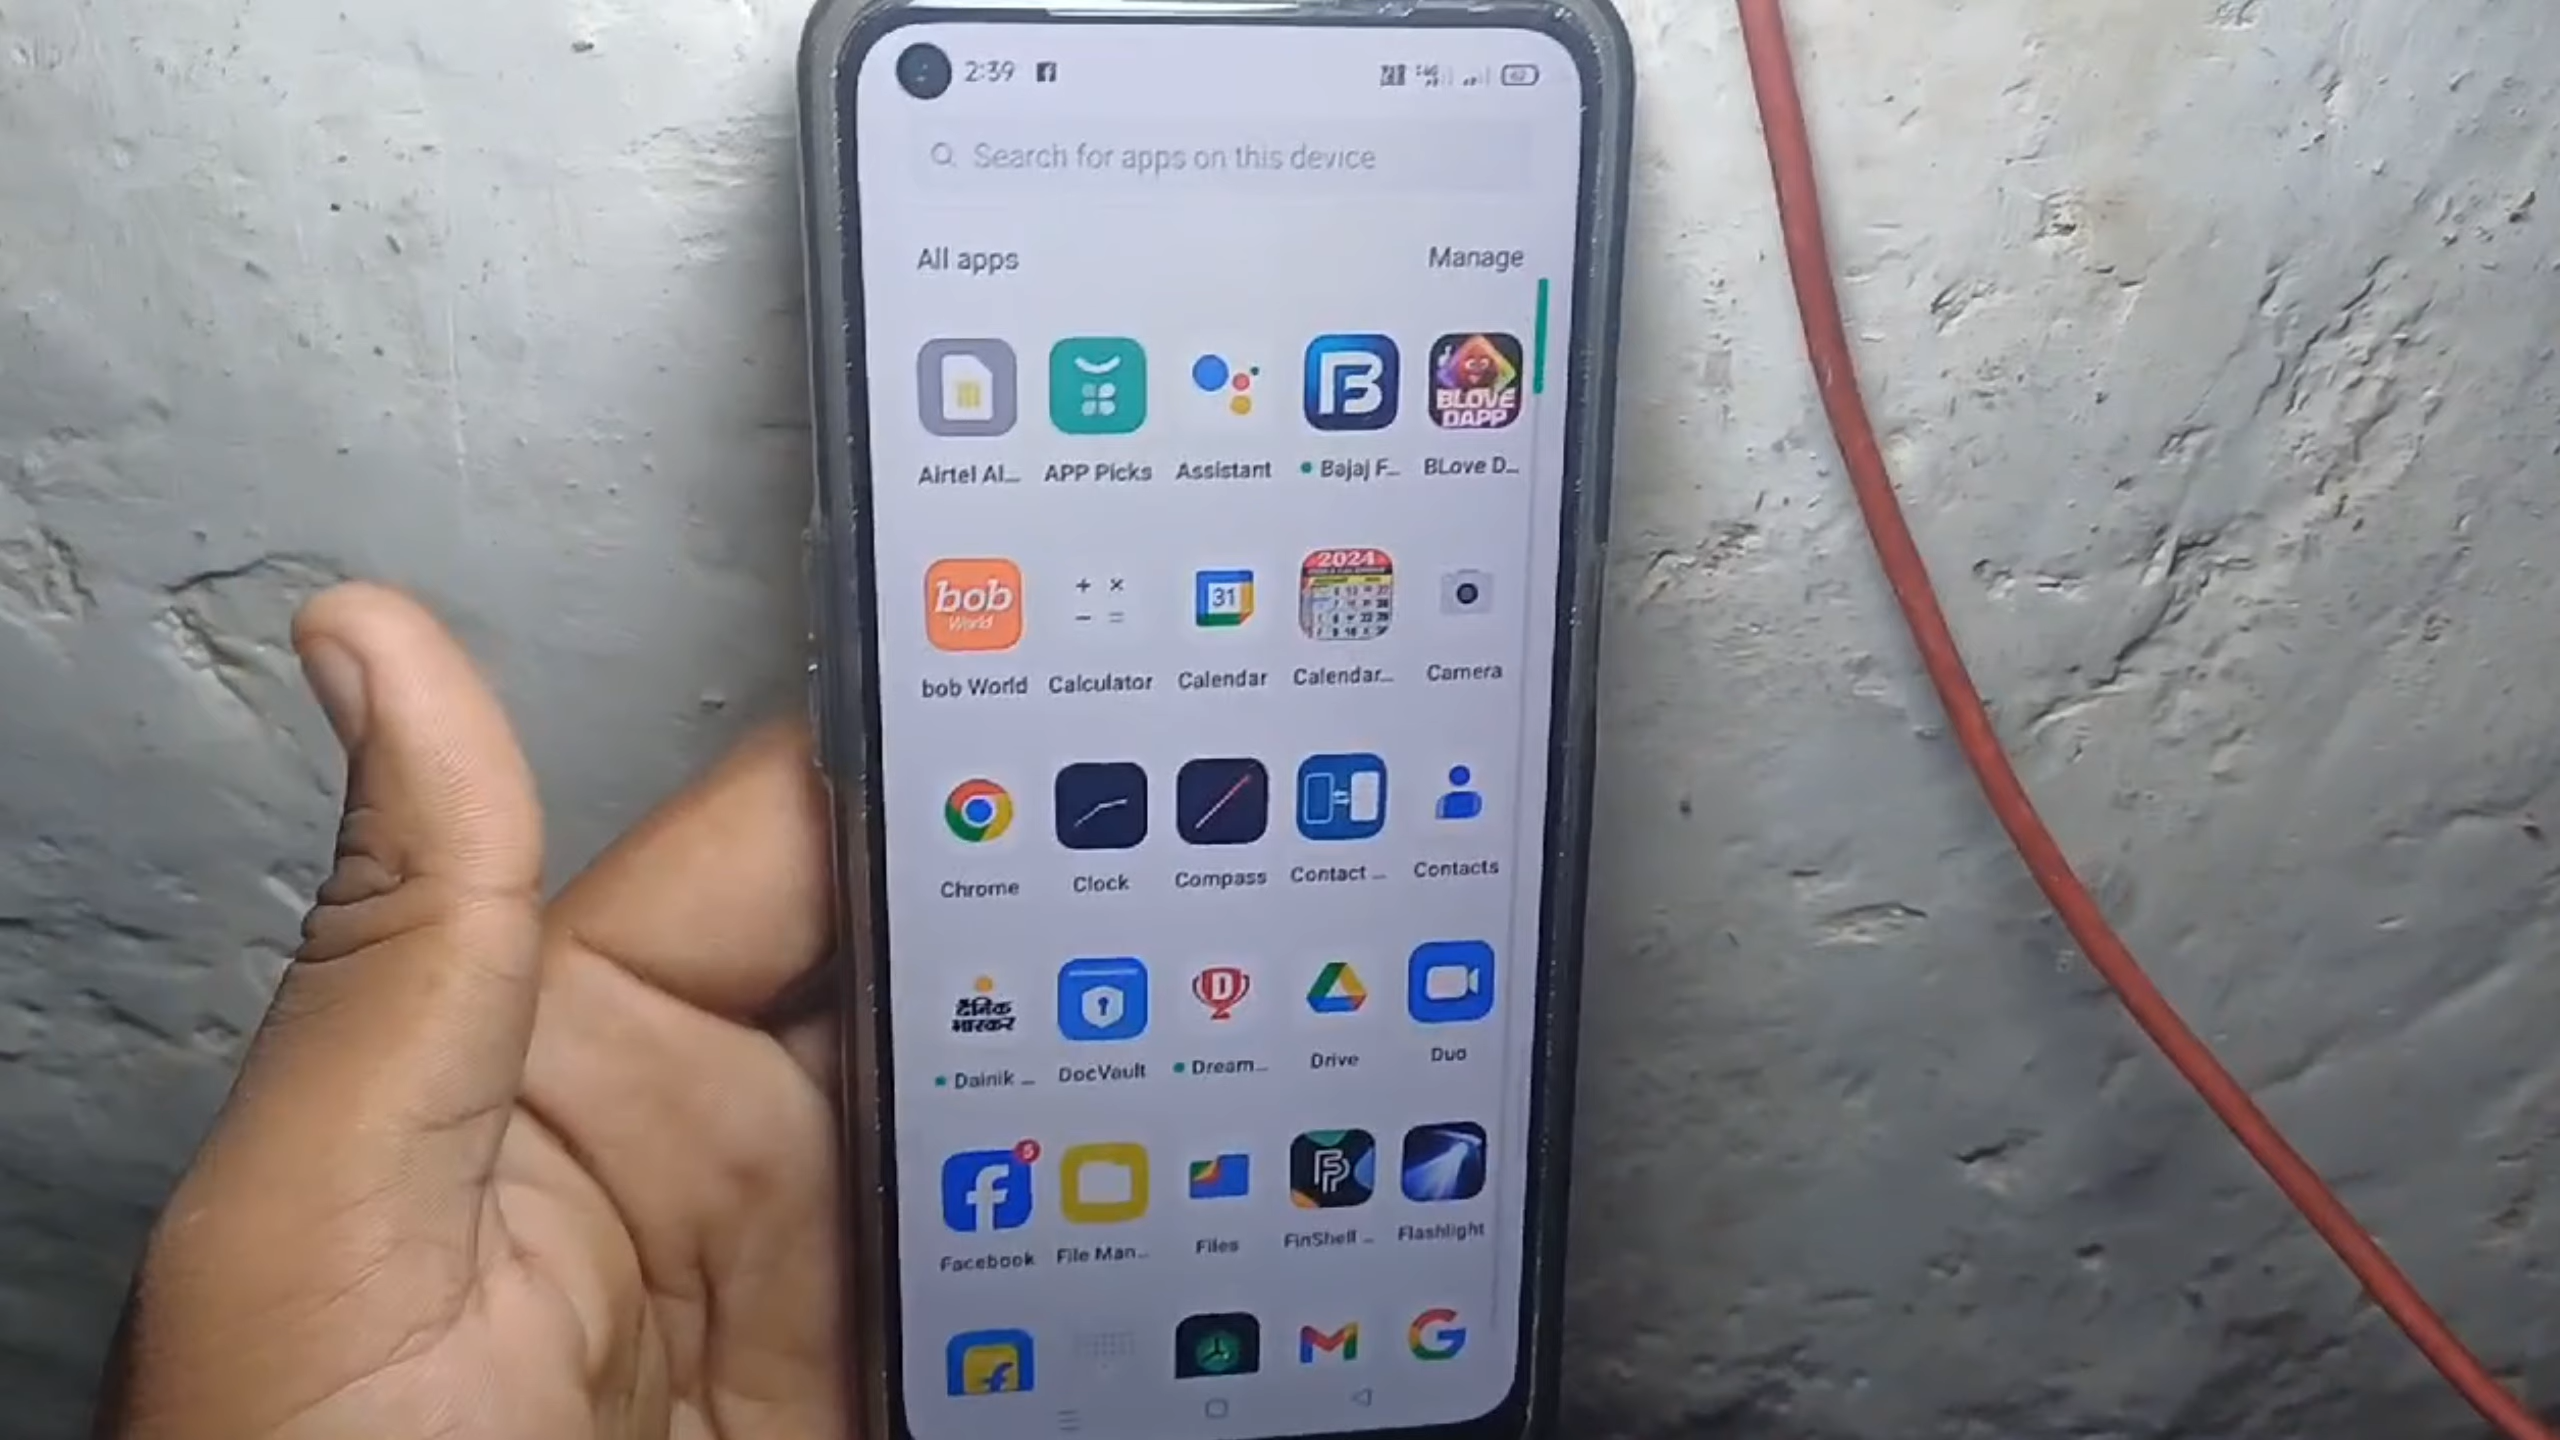 2:39
Search for apps on this device
All apps Manage
BLOVE DAPP
Airtel Al... APP Picks Assistant Bajaj F... BLove D...
bob World 31 2024
bob World Calculator Calendar Calendar... Camera
Chrome Clock Compass Contact ... Contacts
दैनिक भास्कर D
Dainik ... DocVault Dream... Drive Duo
5
Facebook File Man... Files FinShell ... Flashlight